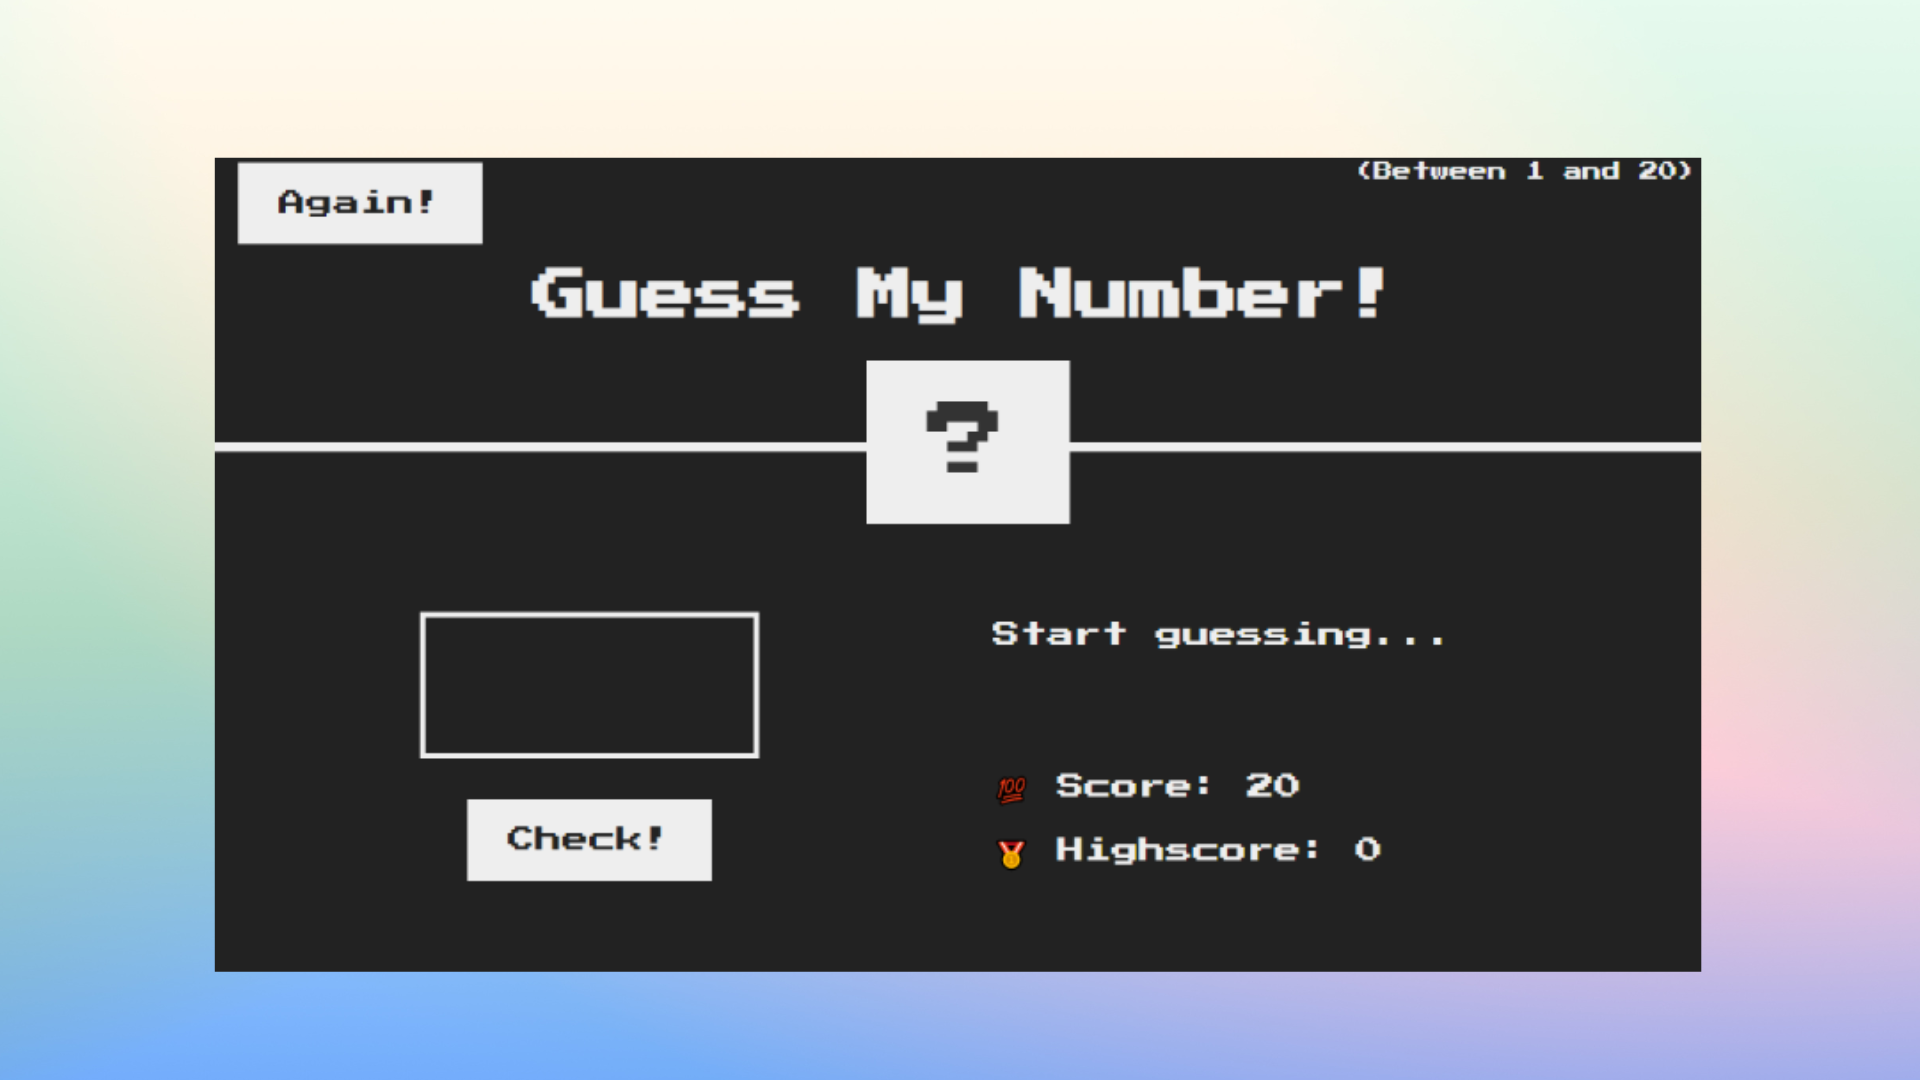 (Between 1 and 20)
Again!
Guess My Number!
?
Start guessing...
💯 Score: 20
Check!
🥇 Highscore: 0